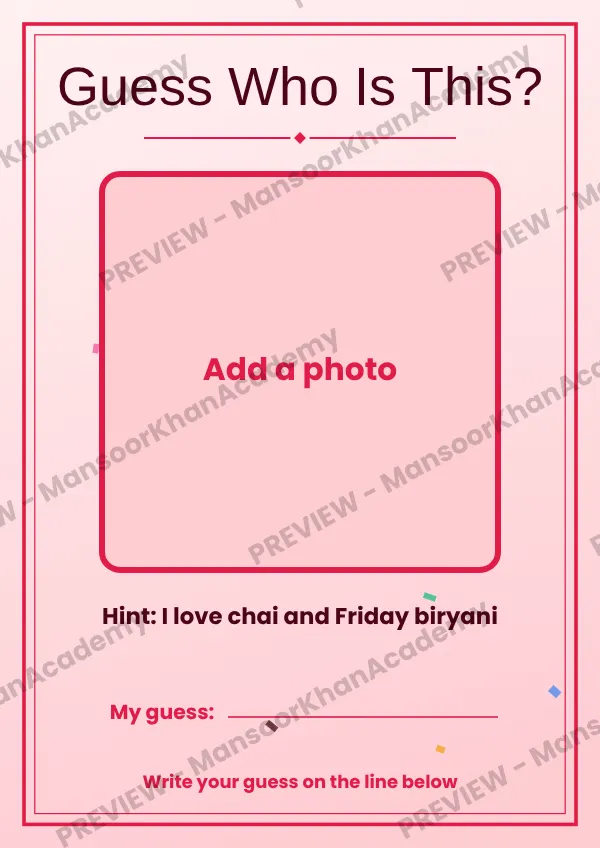 Guess Who Is This?
Add a photo
Hint: I love chai and Friday biryani
My guess:
Write your guess on the line below
PREVIEW - MansoorKhanAcademy